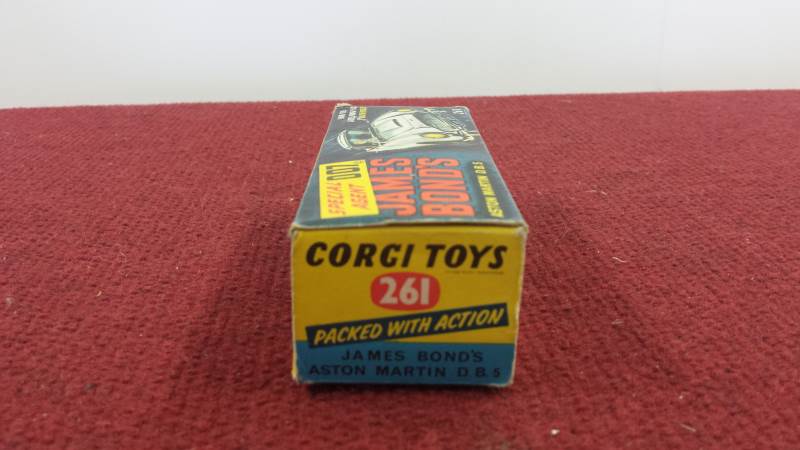 SPECIAL
AGENT
007
JAMES
BOND'S
ASTON MARTIN D.B.5
CORGI TOYS
261
PACKED WITH ACTION
JAMES BOND'S
ASTON MARTIN D.B.5